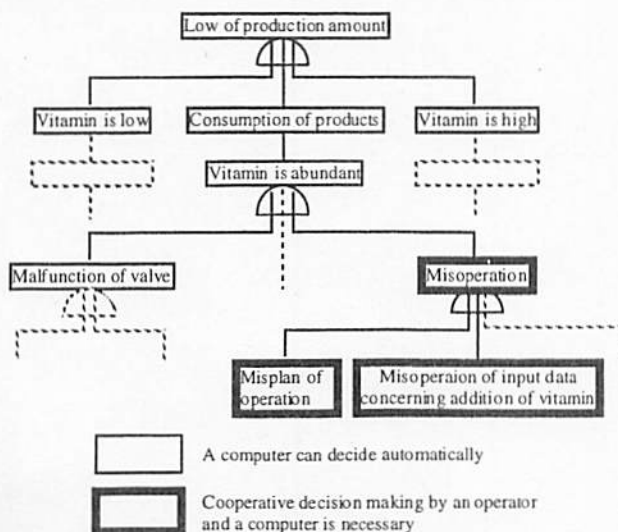 Low of production amount
Vitamin is low
Consumption of products
Vitamin is high
Vitamin is abundant
Malfunction of valve
Misoperation
Misplan of
operation
Misoperaion of input data
concerning addition of vitamin
A computer can decide automatically
Cooperative decision making by an operator
and a computer is necessary